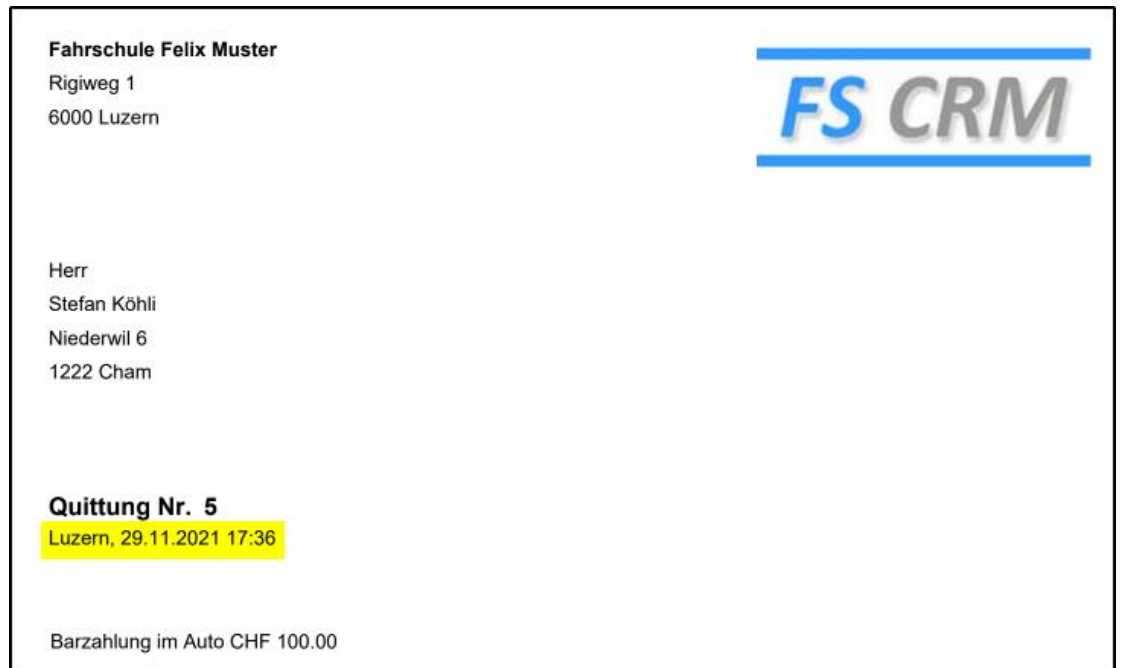 Fahrschule Felix Muster
Rigiweg 1
6000 Luzern
FS CRM
Herr
Stefan Köhli
Niederwil 6
1222 Cham
Quittung Nr. 5
Luzern, 29.11.2021 17:36
Barzahlung im Auto CHF 100.00